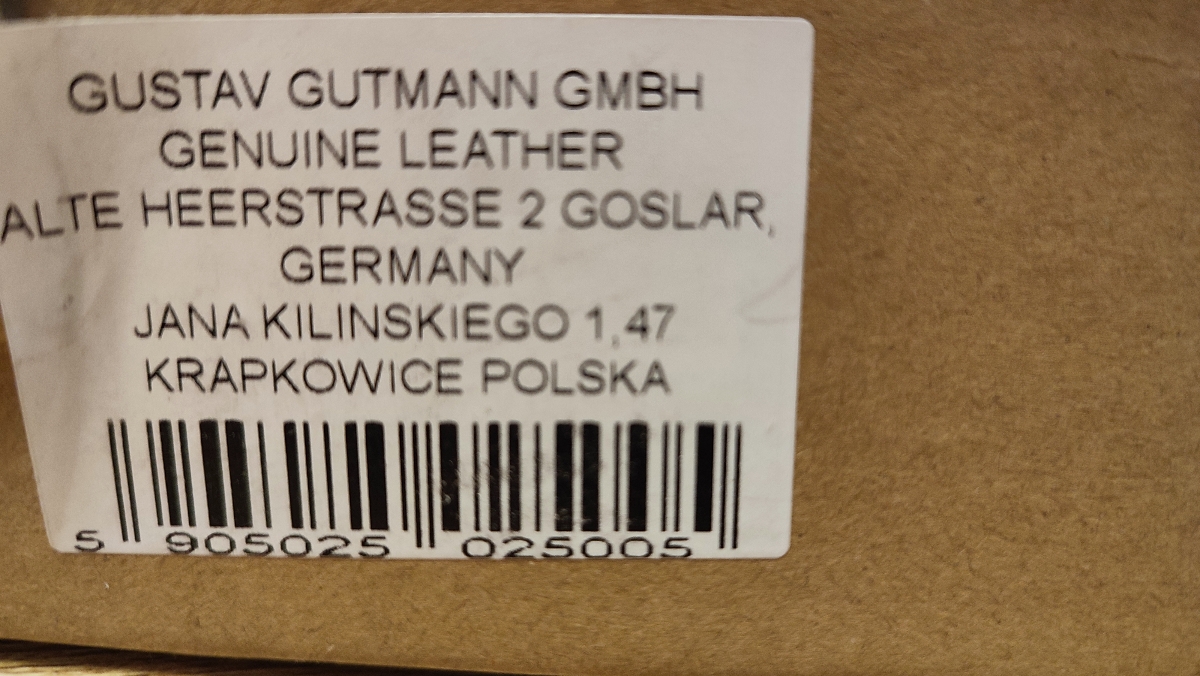 GUSTAV GUTMANN GMBH
GENUINE LEATHER
ALTE HEERSTRASSE 2 GOSLAR,
GERMANY
JANA KILINSKIEGO 1,47
KRAPKOWICE POLSKA
5 905025 025005